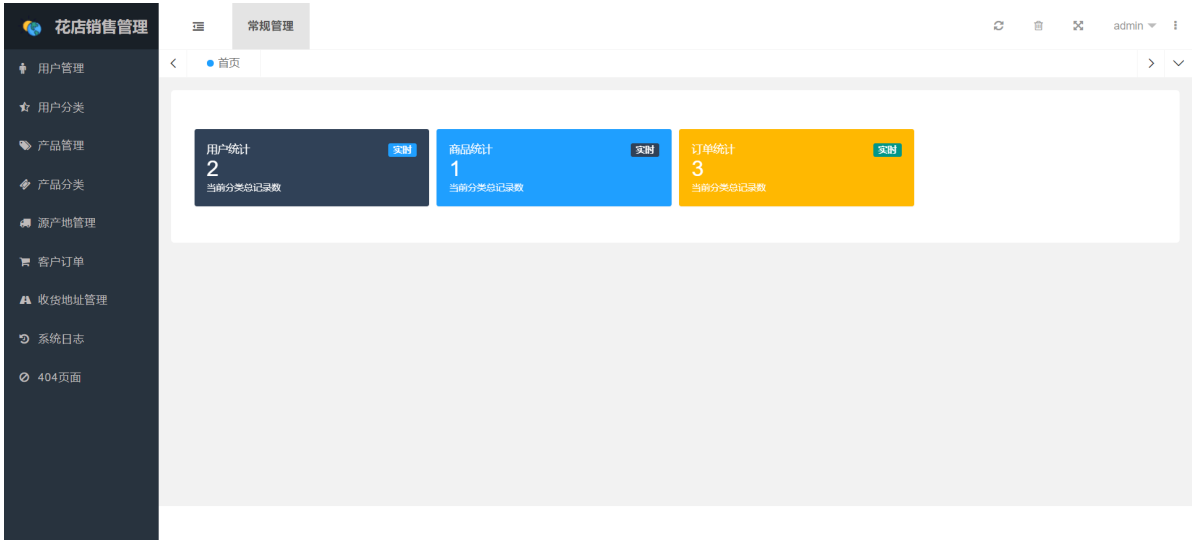 花店销售管理
常规管理
admin
用户管理
用户分类
产品管理
产品分类
源产地管理
客户订单
收货地址管理
系统日志
404页面
首页
用户统计
实时
2
当前分类总记录数
商品统计
实时
1
当前分类总记录数
订单统计
实时
3
当前分类总记录数